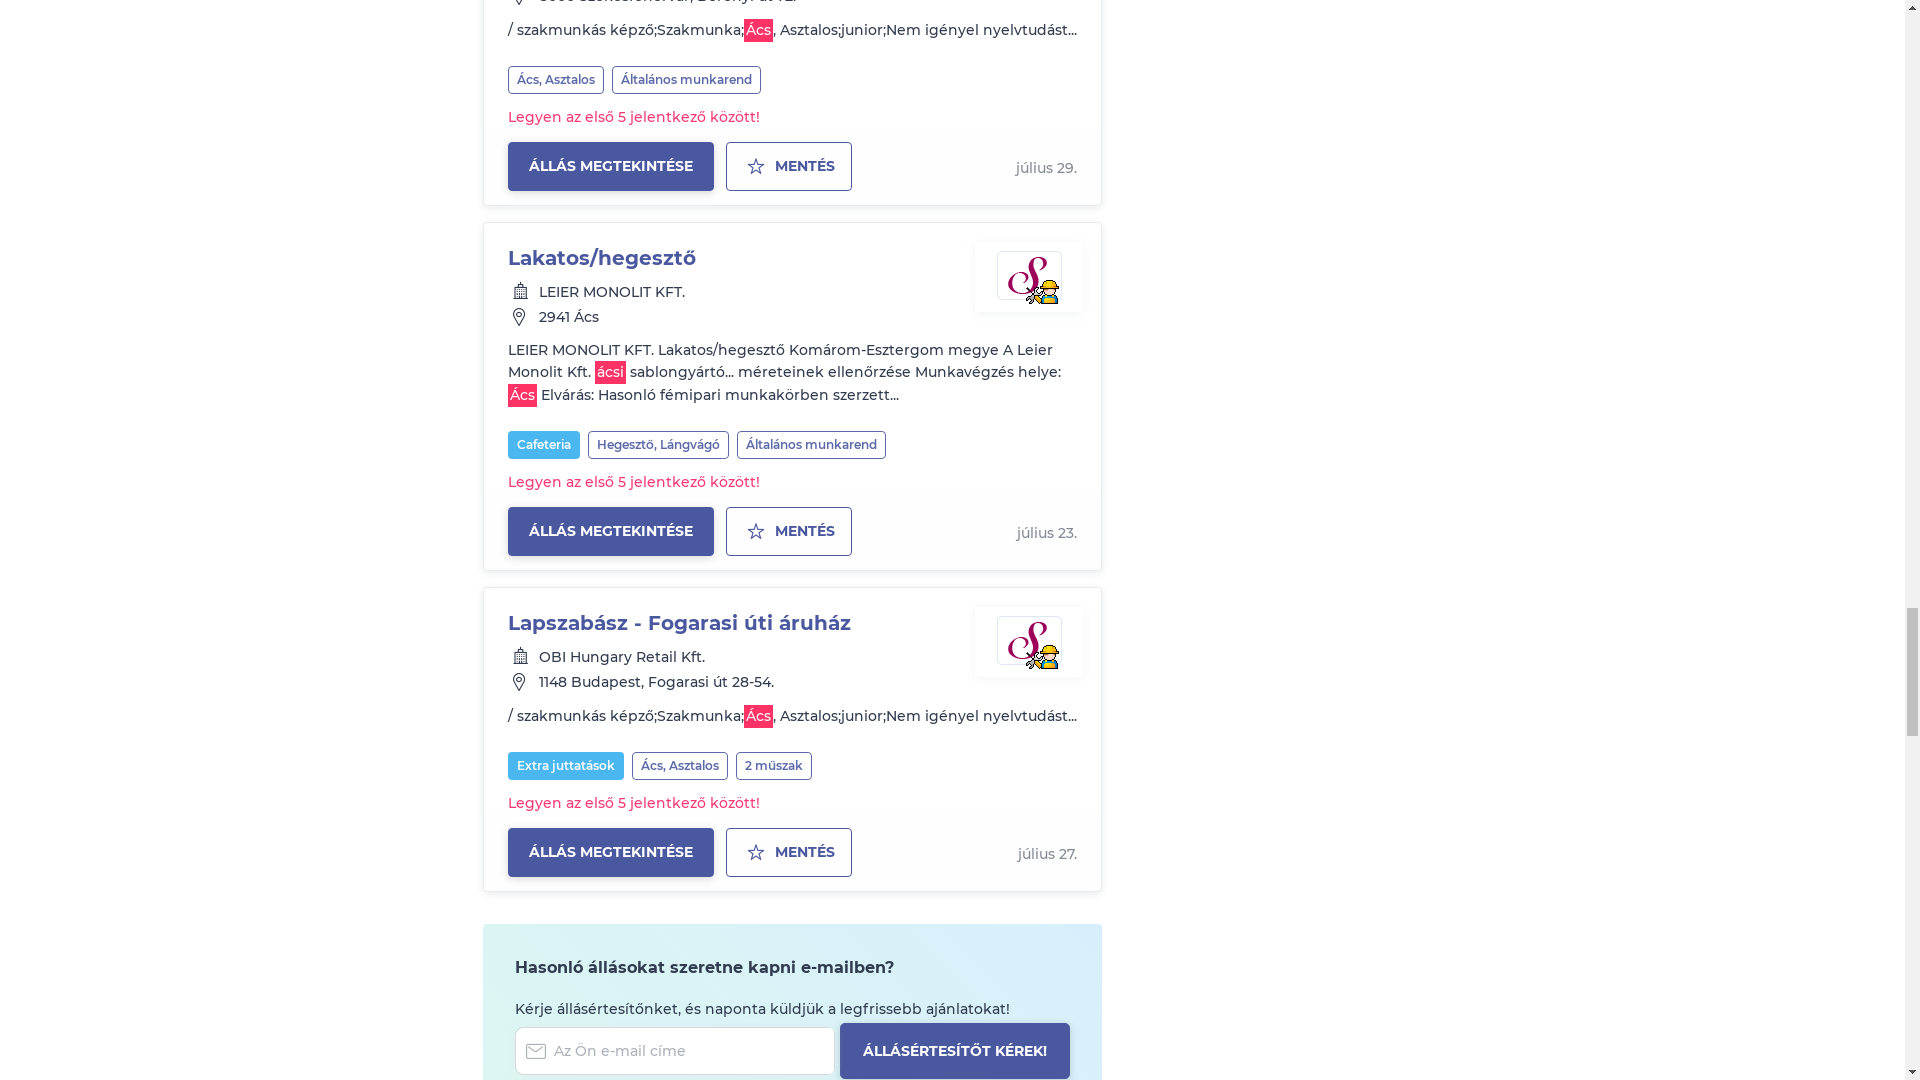 / szakmunkás képző;Szakmunka;Ács, Asztalos;junior;Nem igényel nyelvtudást...
Ács, Asztalos Általános munkarend
Legyen az első 5 jelentkező között!
ÁLLÁS MEGTEKINTÉSE MENTÉS július 29.
Lakatos/hegesztő
LEIER MONOLIT KFT.
2941 Ács
LEIER MONOLIT KFT. Lakatos/hegesztő Komárom-Esztergom megye A Leier
Monolit Kft. ácsi sablongyártó... méreteinek ellenőrzése Munkavégzés helye:
Ács Elvárás: Hasonló fémipari munkakörben szerzett...
Cafeteria Hegesztő, Lángvágó Általános munkarend
Legyen az első 5 jelentkező között!
ÁLLÁS MEGTEKINTÉSE MENTÉS július 23.
Lapszabász - Fogarasi úti áruház
OBI Hungary Retail Kft.
1148 Budapest, Fogarasi út 28-54.
/ szakmunkás képző;Szakmunka;Ács, Asztalos;junior;Nem igényel nyelvtudást...
Extra juttatások Ács, Asztalos 2 műszak
Legyen az első 5 jelentkező között!
ÁLLÁS MEGTEKINTÉSE MENTÉS július 27.
Hasonló állásokat szeretne kapni e-mailben?
Kérje állásértesítőnket, és naponta küldjük a legfrissebb ajánlatokat!
Az Ön e-mail címe ÁLLÁSÉRTESÍTŐT KÉREK!